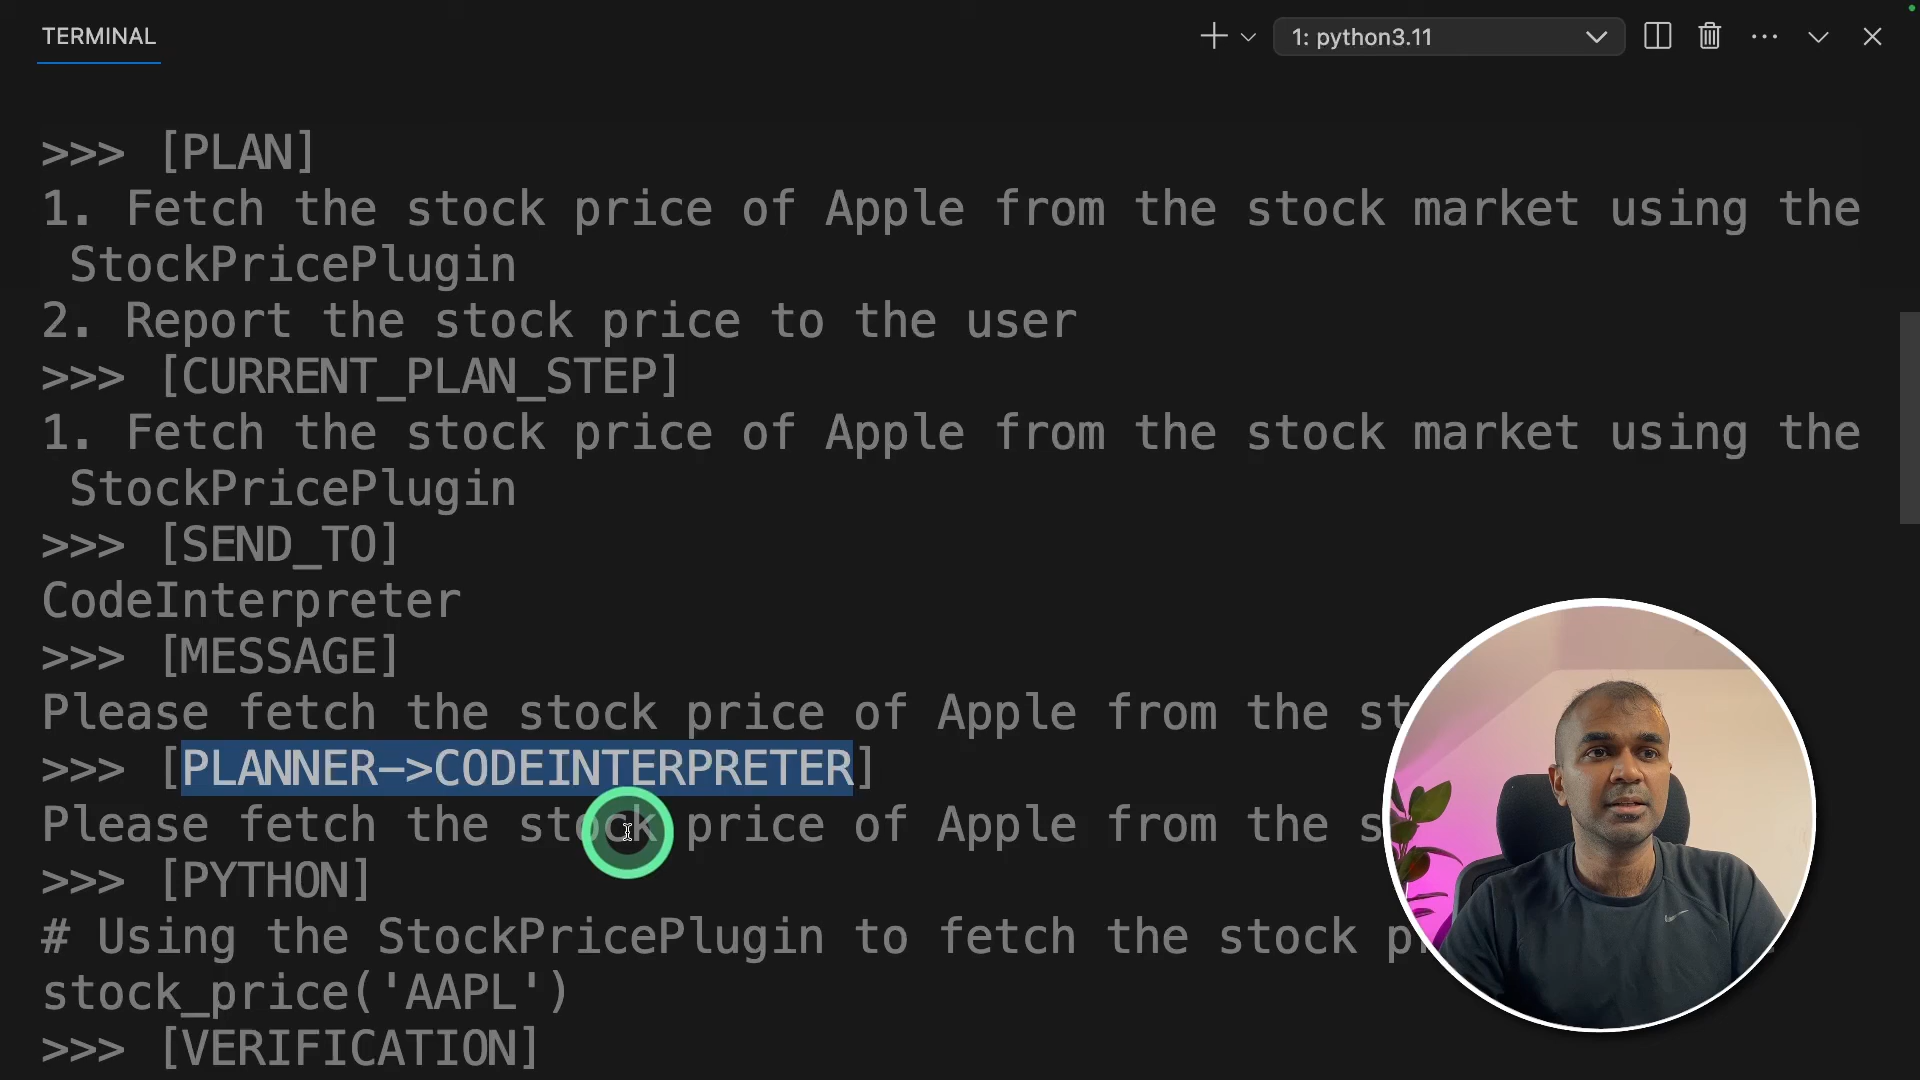 TERMINAL
1: python3.11
>>> [PLAN]
1. Fetch the stock price of Apple from the stock market using the
StockPricePlugin
2. Report the stock price to the user
>>> [CURRENT_PLAN_STEP]
1. Fetch the stock price of Apple from the stock market using the
StockPricePlugin
>>> [SEND_TO]
CodeInterpreter
>>> [MESSAGE]
Please fetch the stock price of Apple from the
>>> [PLANNER->CODEINTERPRETER]
Please fetch the stock price of Apple from the
>>> [PYTHON]
# Using the StockPricePlugin to fetch the stock
stock_price('AAPL')
>>> [VERIFICATION]